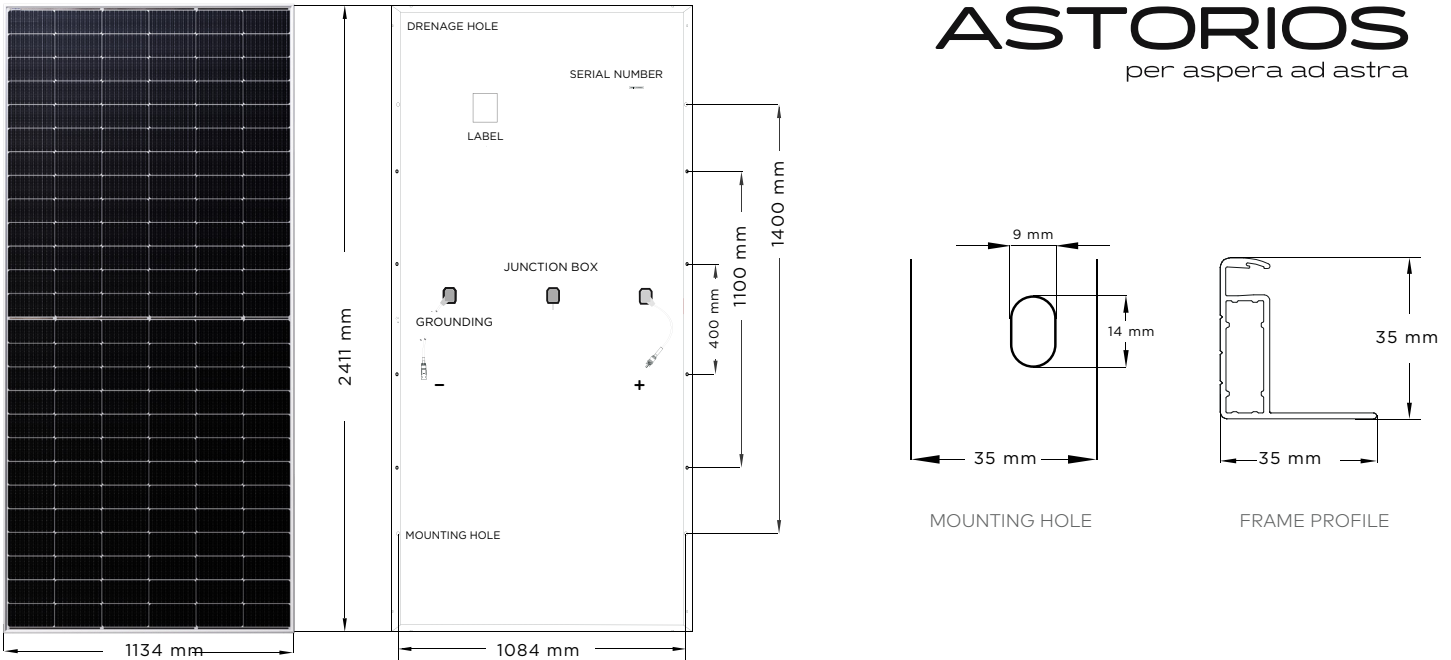 ASTORIOS
per aspera ad astra
DRENAGE HOLE
SERIAL NUMBER
LABEL
JUNCTION BOX
GROUNDING
−
+
MOUNTING HOLE
2411 mm
1134 mm
1084 mm
400 mm
1100 mm
1400 mm
9 mm
14 mm
35 mm
MOUNTING HOLE
35 mm
35 mm
FRAME PROFILE